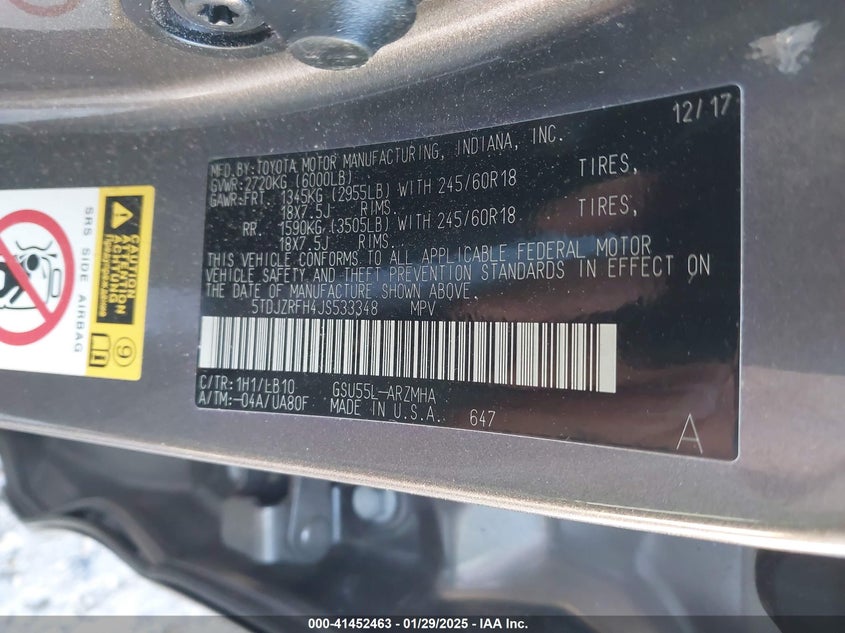 12/17
MFD.BY:TOYOTA MOTOR MANUFACTURING, INDIANA, INC.
GVWR:2720KG (6000LB)
GAWR:FRT. 1345KG (2955LB) WITH 245/60R18 TIRES,
18X7.5J RIMS.
RR. 1590KG (3505LB) WITH 245/60R18 TIRES,
18X7.5J RIMS.
THIS VEHICLE CONFORMS TO ALL APPLICABLE FEDERAL MOTOR
VEHICLE SAFETY AND THEFT PREVENTION STANDARDS IN EFFECT ON
THE DATE OF MANUFACTURE SHOWN ABOVE.
5TDJZRFH4JS533348 MPV
C/TR:1H1/LB10 GSU55L-ARZMHA
A/TM:-04A/UA80F MADE IN U.S.A. 647
A
SRS SIDE AIRBAG
CAUTION
ATTENTION
9
000-41452463 - 01/29/2025 - IAA Inc.